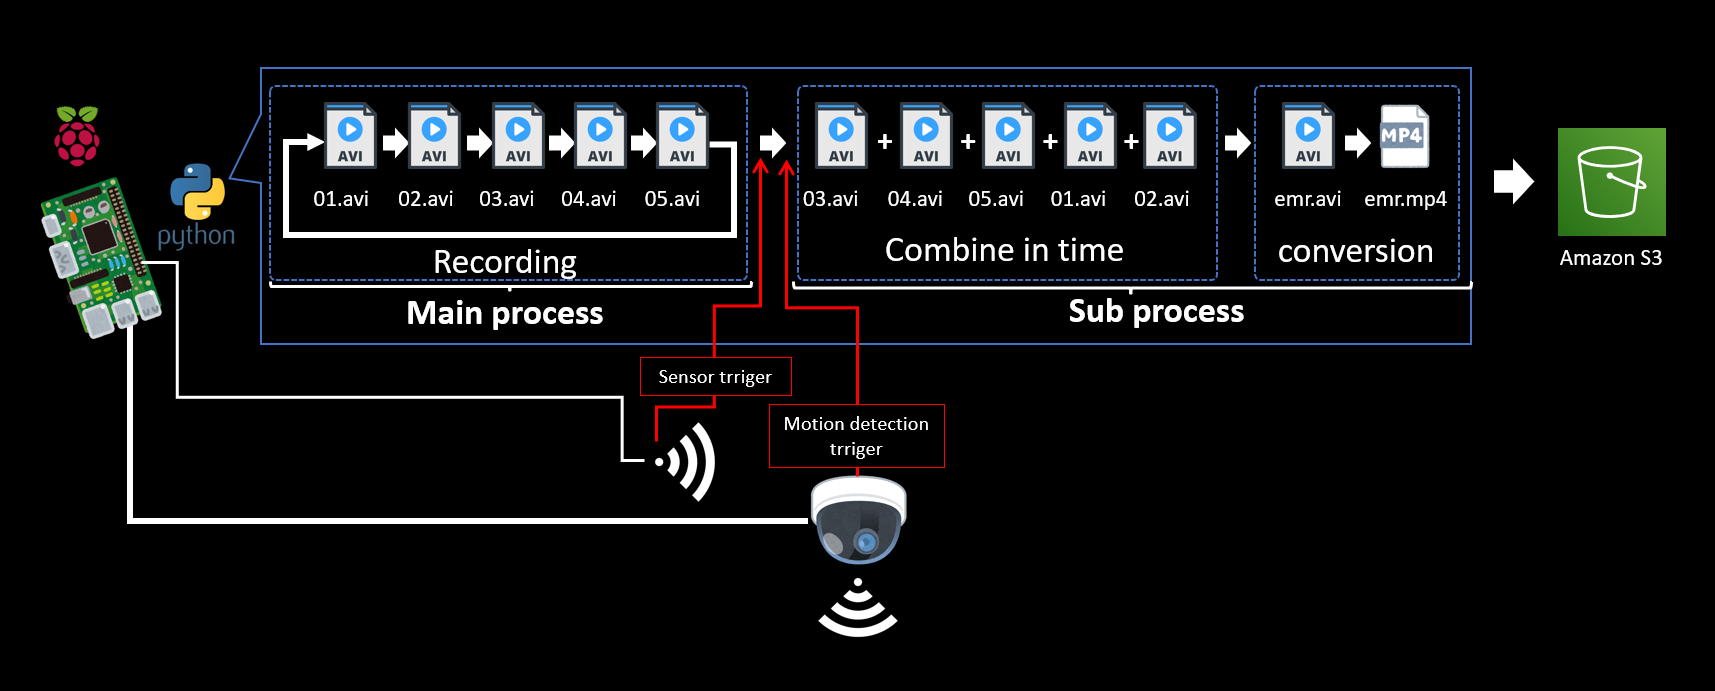 python
AVI
AVI
AVI
AVI
AVI
01.avi
02.avi
03.avi
04.avi
05.avi
Recording
Main process
AVI
+
AVI
+
AVI
+
AVI
+
AVI
03.avi
04.avi
05.avi
01.avi
02.avi
Combine in time
AVI
MP4
emr.avi
emr.mp4
conversion
Sub process
Amazon S3
Sensor trriger
Motion detection
trriger